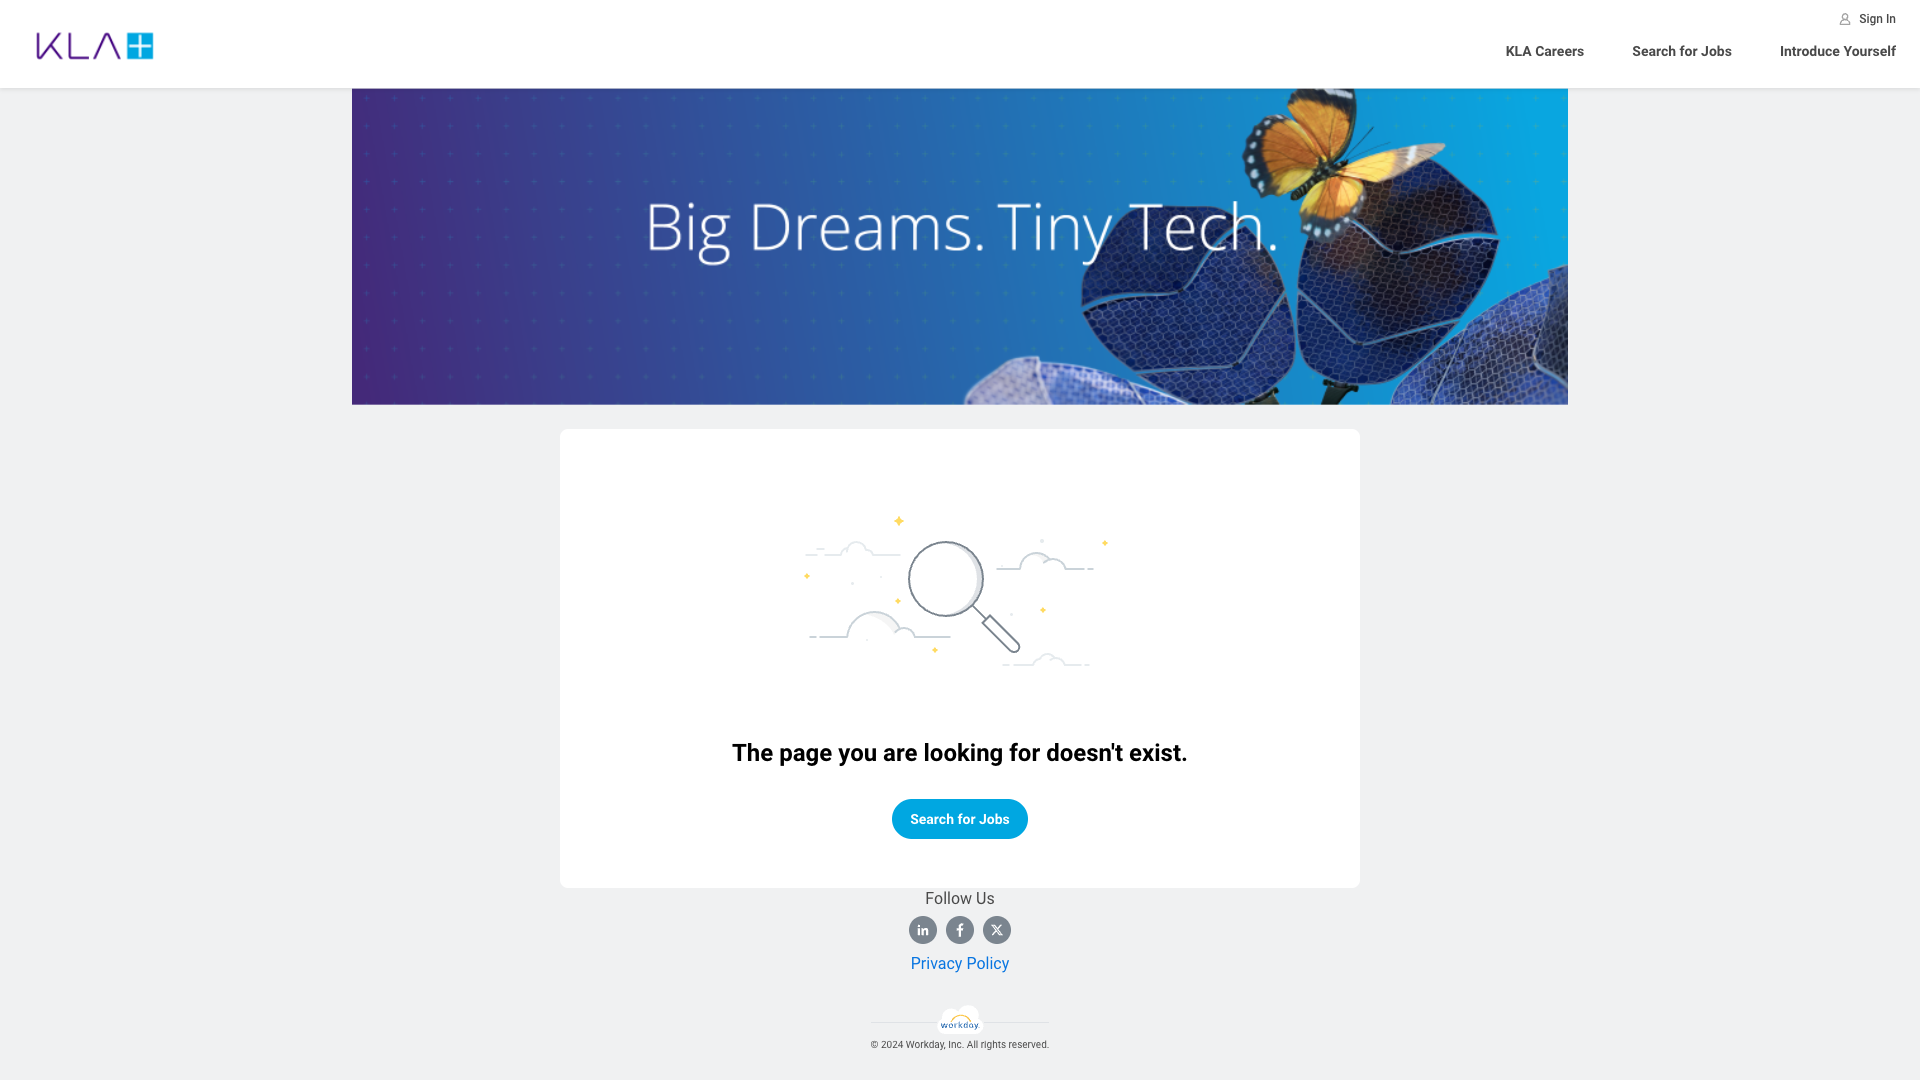 Sign In
KLA
KLA Careers
Search for Jobs
Introduce Yourself
Big Dreams. Tiny Tech.
The page you are looking for doesn't exist.
Search for Jobs
Follow Us
in f X
Privacy Policy
workday.
© 2024 Workday, Inc. All rights reserved.